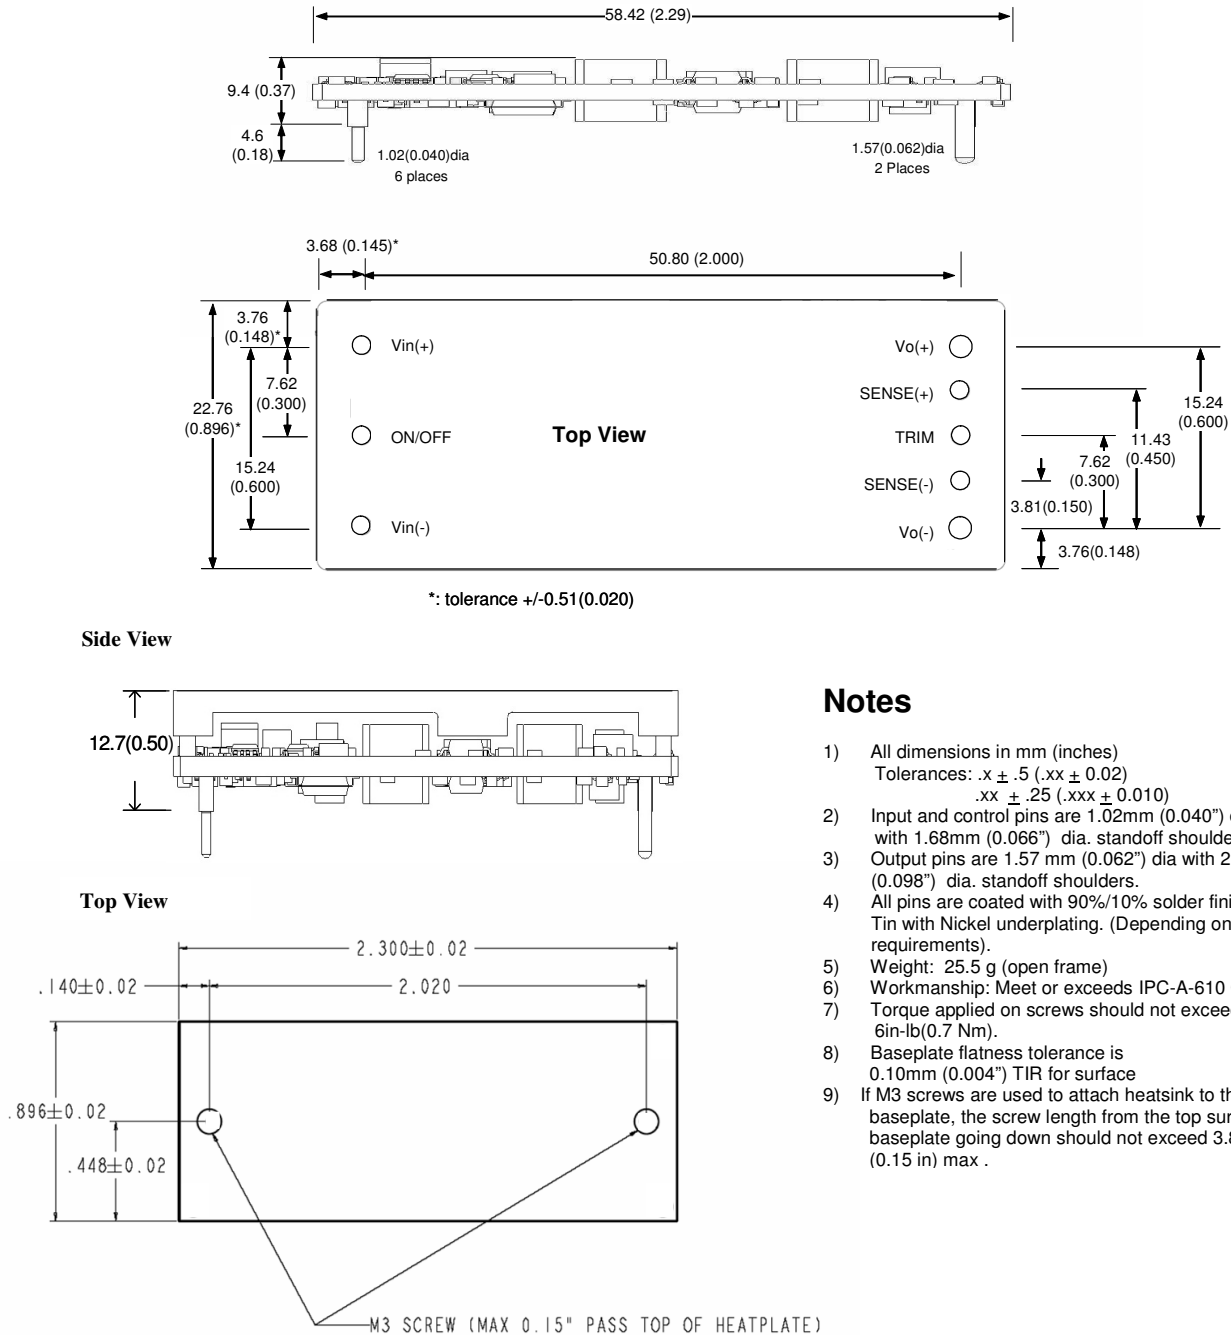 58.42 (2.29)
9.4 (0.37)
4.6
(0.18)
1.02(0.040)dia
6 places
1.57(0.062)dia
2 Places
3.68 (0.145)*
50.80 (2.000)
3.76
(0.148)*
7.62
(0.300)
22.76
(0.896)*
15.24
(0.600)
Vin(+)
ON/OFF
Vin(-)
Top View
Vo(+)
SENSE(+)
TRIM
SENSE(-)
Vo(-)
15.24
(0.600)
11.43
(0.450)
7.62
(0.300)
3.81(0.150)
3.76(0.148)
*: tolerance +/-0.51(0.020)
Side View
12.7(0.50)
Top View
2.300±0.02
.140±0.02
2.020
.896±0.02
.448±0.02
M3 SCREW (MAX 0.15" PASS TOP OF HEATPLATE)
Notes
1) All dimensions in mm (inches)
Tolerances: .x ± .5 (.xx ± 0.02)
.xx ± .25 (.xxx ± 0.010)
2) Input and control pins are 1.02mm (0.040”)
with 1.68mm (0.066”) dia. standoff
3) Output pins are 1.57 mm (0.062”) dia with
(0.098”) dia. standoff shoulders.
4) All pins are coated with 90%/10% solder
Tin with Nickel underplating. (Depending on
requirements).
5) Weight: 25.5 g (open frame)
6) Workmanship: Meet or exceeds IPC-A-610
7) Torque applied on screws should not
6in-lb(0.7 Nm).
8) Baseplate flatness tolerance is
0.10mm (0.004”) TIR for surface
9) If M3 screws are used to attach heatsink to
baseplate, the screw length from the top
baseplate going down should not exceed
(0.15 in) max .